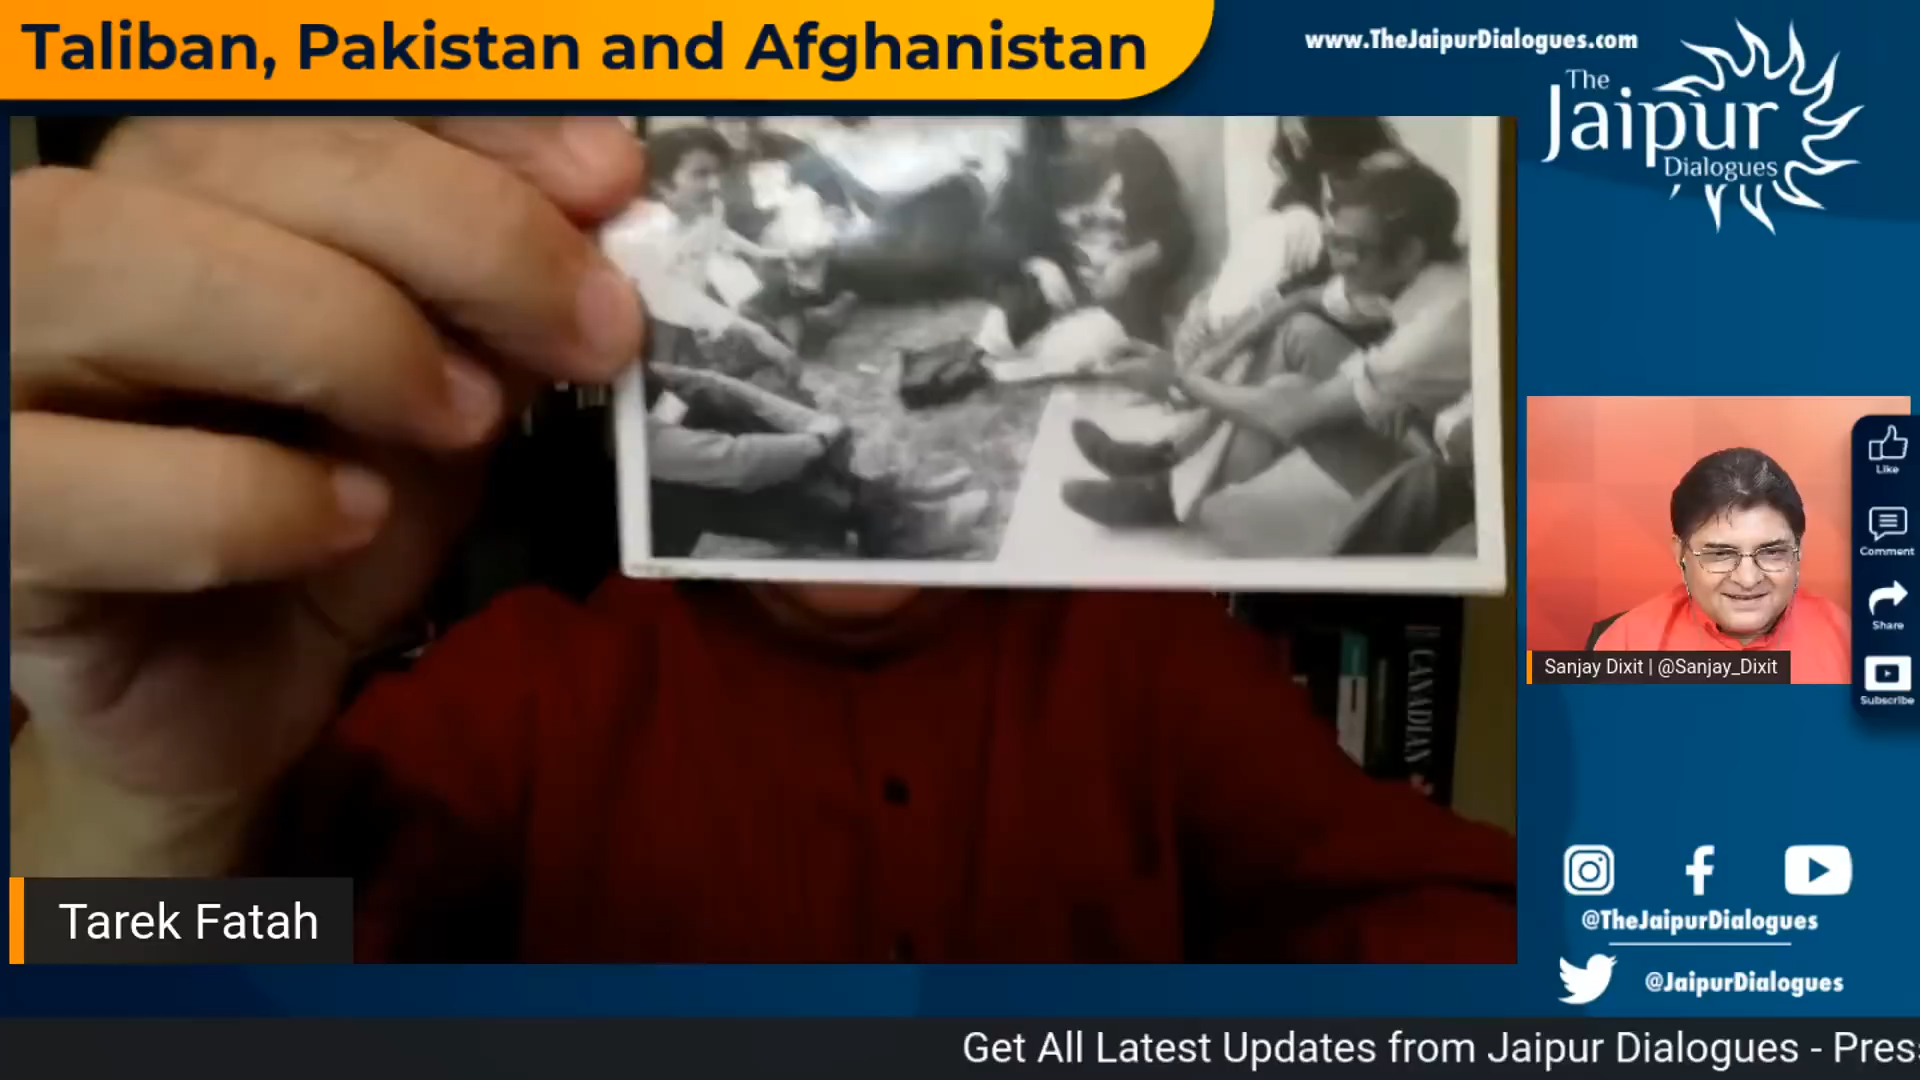 Taliban, Pakistan and Afghanistan
www.TheJaipurDialogues.com
The
Jaipur
Dialogues
CANADIAN
Like
Comment
Share
Subscribe
Sanjay Dixit | @Sanjay_Dixit
Tarek Fatah
@TheJaipurDialogues
@JaipurDialogues
Get All Latest Updates from Jaipur Dialogues - Press